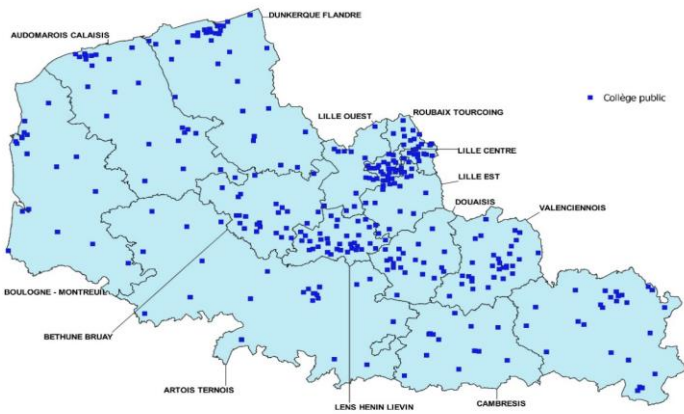 DUNKERQUE FLANDRE
AUDOMAROIS CALAISIS
Collège public
LILLE OUEST
ROUBAIX TOURCOING
LILLE CENTRE
LILLE EST
DOUAISIS
VALENCIENNOIS
BOULOGNE - MONTREUIL
BETHUNE BRUAY
ARTOIS TERNOIS
LENS HENIN LIEVIN
CAMBRESIS